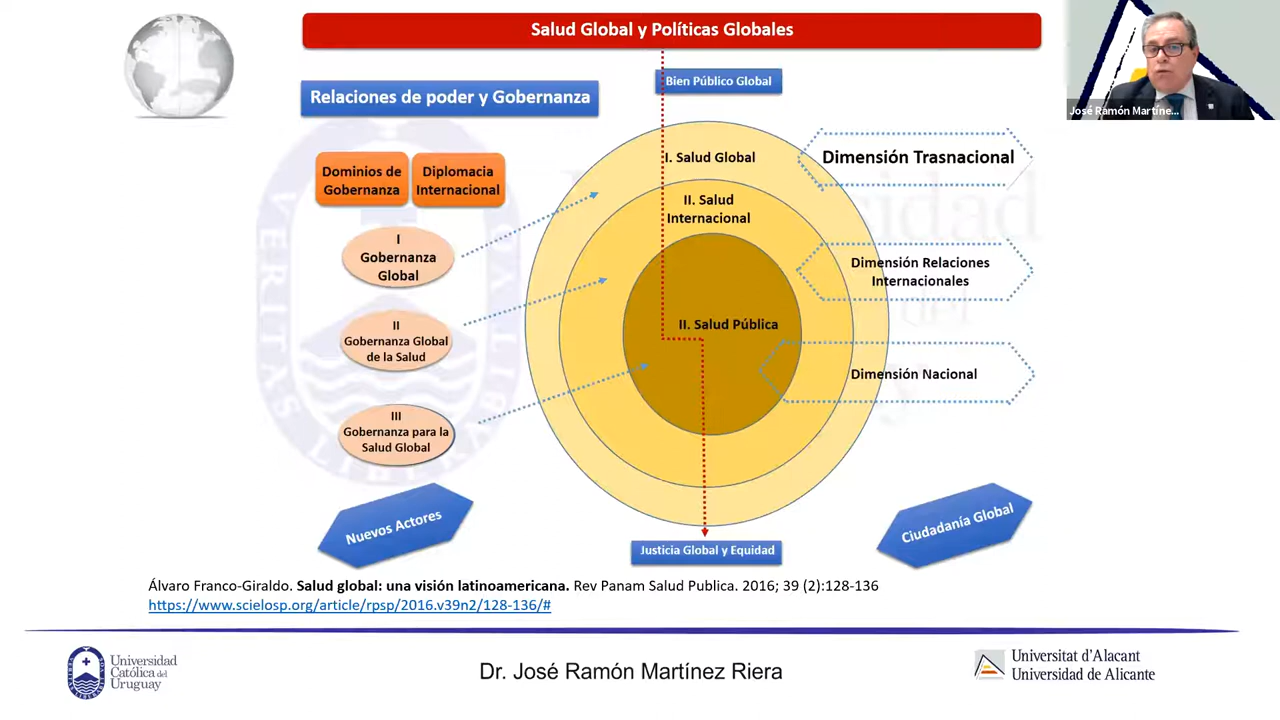 Salud Global y Políticas Globales
José Ramón Martíne...
Bien Público Global
Relaciones de poder y Gobernanza
I. Salud Global
Dimensión Trasnacional
Dominios de
Gobernanza
Diplomacia
Internacional
II. Salud
Internacional
I
Gobernanza
Global
Dimensión Relaciones
Internacionales
II
Gobernanza Global
de la Salud
II. Salud Pública
Dimensión Nacional
III
Gobernanza para la
Salud Global
Nuevos Actores
Ciudadanía Global
Justicia Global y Equidad
Álvaro Franco-Giraldo. Salud global: una visión latinoamericana. Rev Panam Salud Publica. 2016; 39 (2):128-136
https://www.scielosp.org/article/rpsp/2016.v39n2/128-136/#
Universidad
Católica del
Uruguay
Dr. José Ramón Martínez Riera
Universitat d'Alacant
Universidad de Alicante